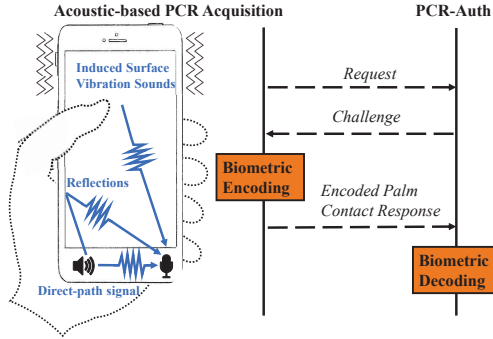 Acoustic-based PCR Acquisition
PCR-Auth
Induced Surface
Vibration Sounds
Reflections
Direct-path signal
Request
Challenge
Biometric
Encoding
Encoded Palm
Contact Response
Biometric
Decoding